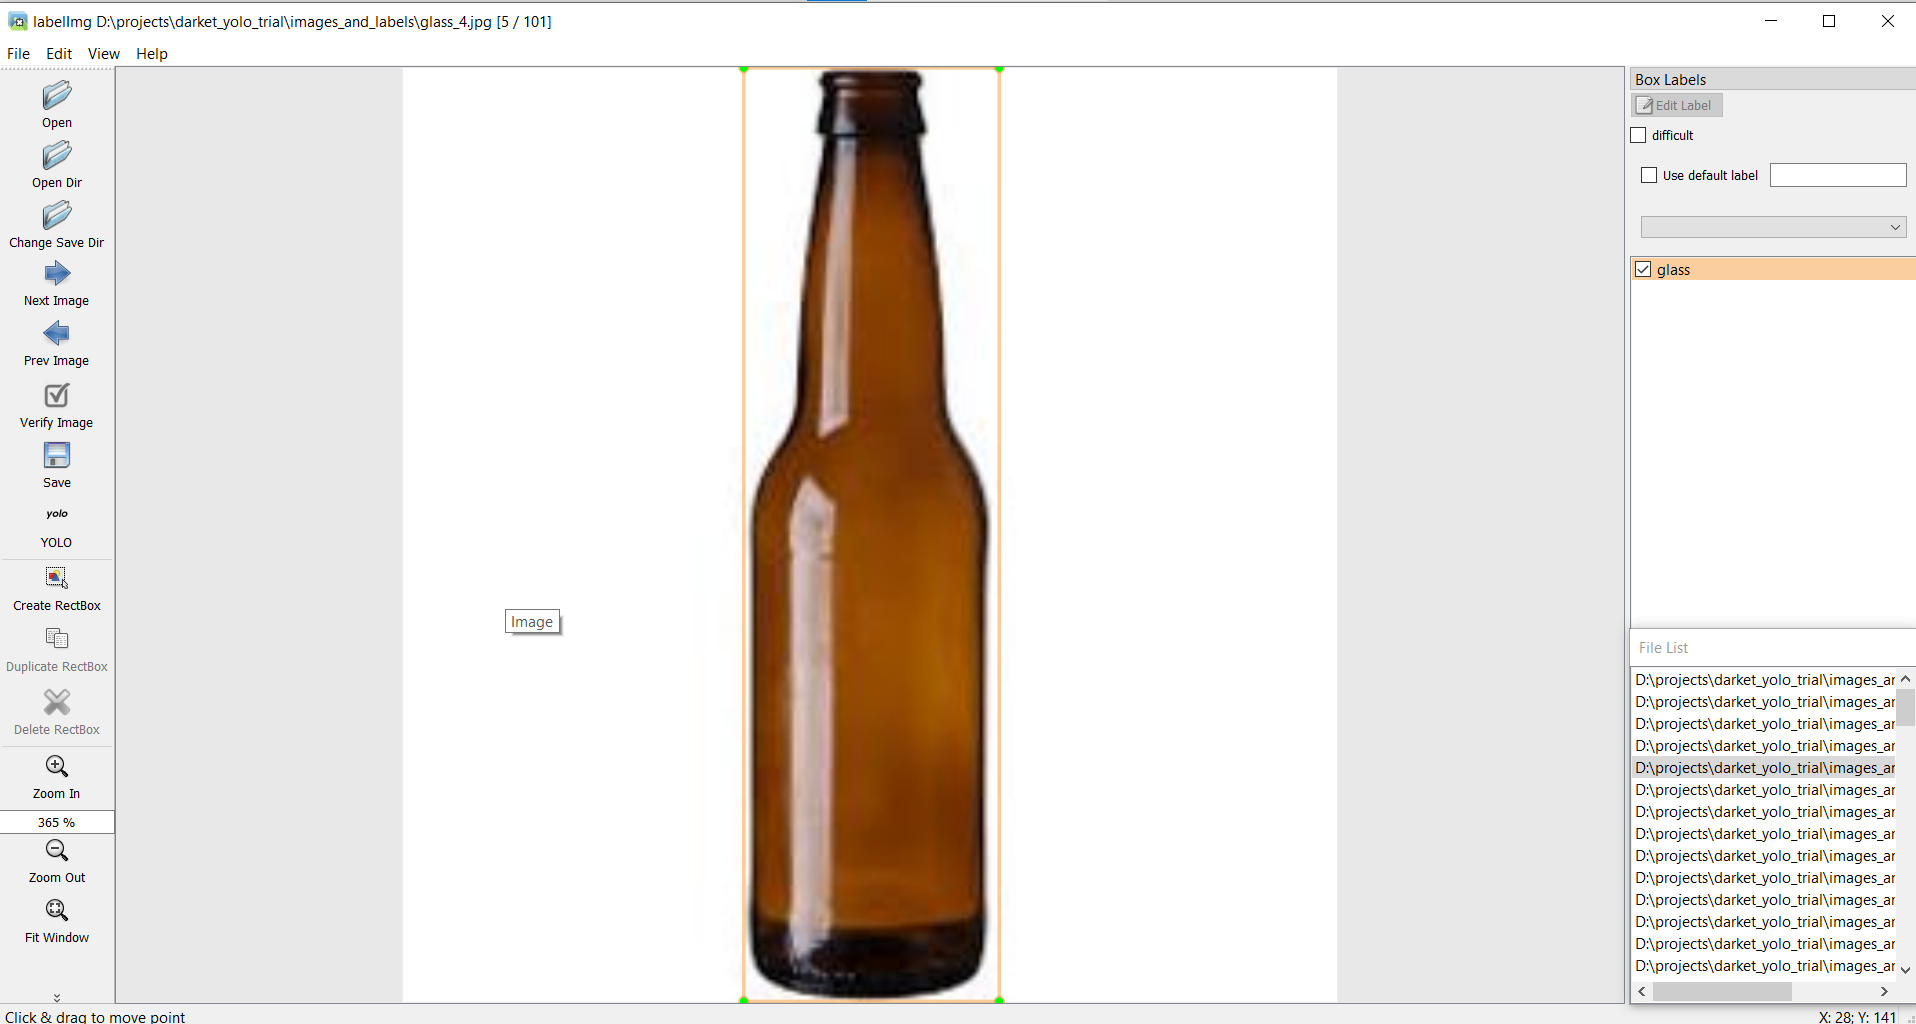 labelImg D:\projects\darket_yolo_trial\images_and_labels\glass_4.jpg [5 / 101]
File Edit View Help
Open
Open Dir
Change Save Dir
Next Image
Prev Image
Verify Image
Save
yolo
YOLO
Create RectBox
Duplicate RectBox
Delete RectBox
Zoom In
365 %
Zoom Out
Fit Window
Image
Box Labels
Edit Label
difficult
Use default label
glass
File List
D:\projects\darket_yolo_trial\images_ar
D:\projects\darket_yolo_trial\images_ar
D:\projects\darket_yolo_trial\images_ar
D:\projects\darket_yolo_trial\images_ar
D:\projects\darket_yolo_trial\images_ar
D:\projects\darket_yolo_trial\images_ar
D:\projects\darket_yolo_trial\images_ar
D:\projects\darket_yolo_trial\images_ar
D:\projects\darket_yolo_trial\images_ar
D:\projects\darket_yolo_trial\images_ar
D:\projects\darket_yolo_trial\images_ar
D:\projects\darket_yolo_trial\images_ar
D:\projects\darket_yolo_trial\images_ar
D:\projects\darket_yolo_trial\images_ar
Click & drag to move point
X: 28; Y: 141